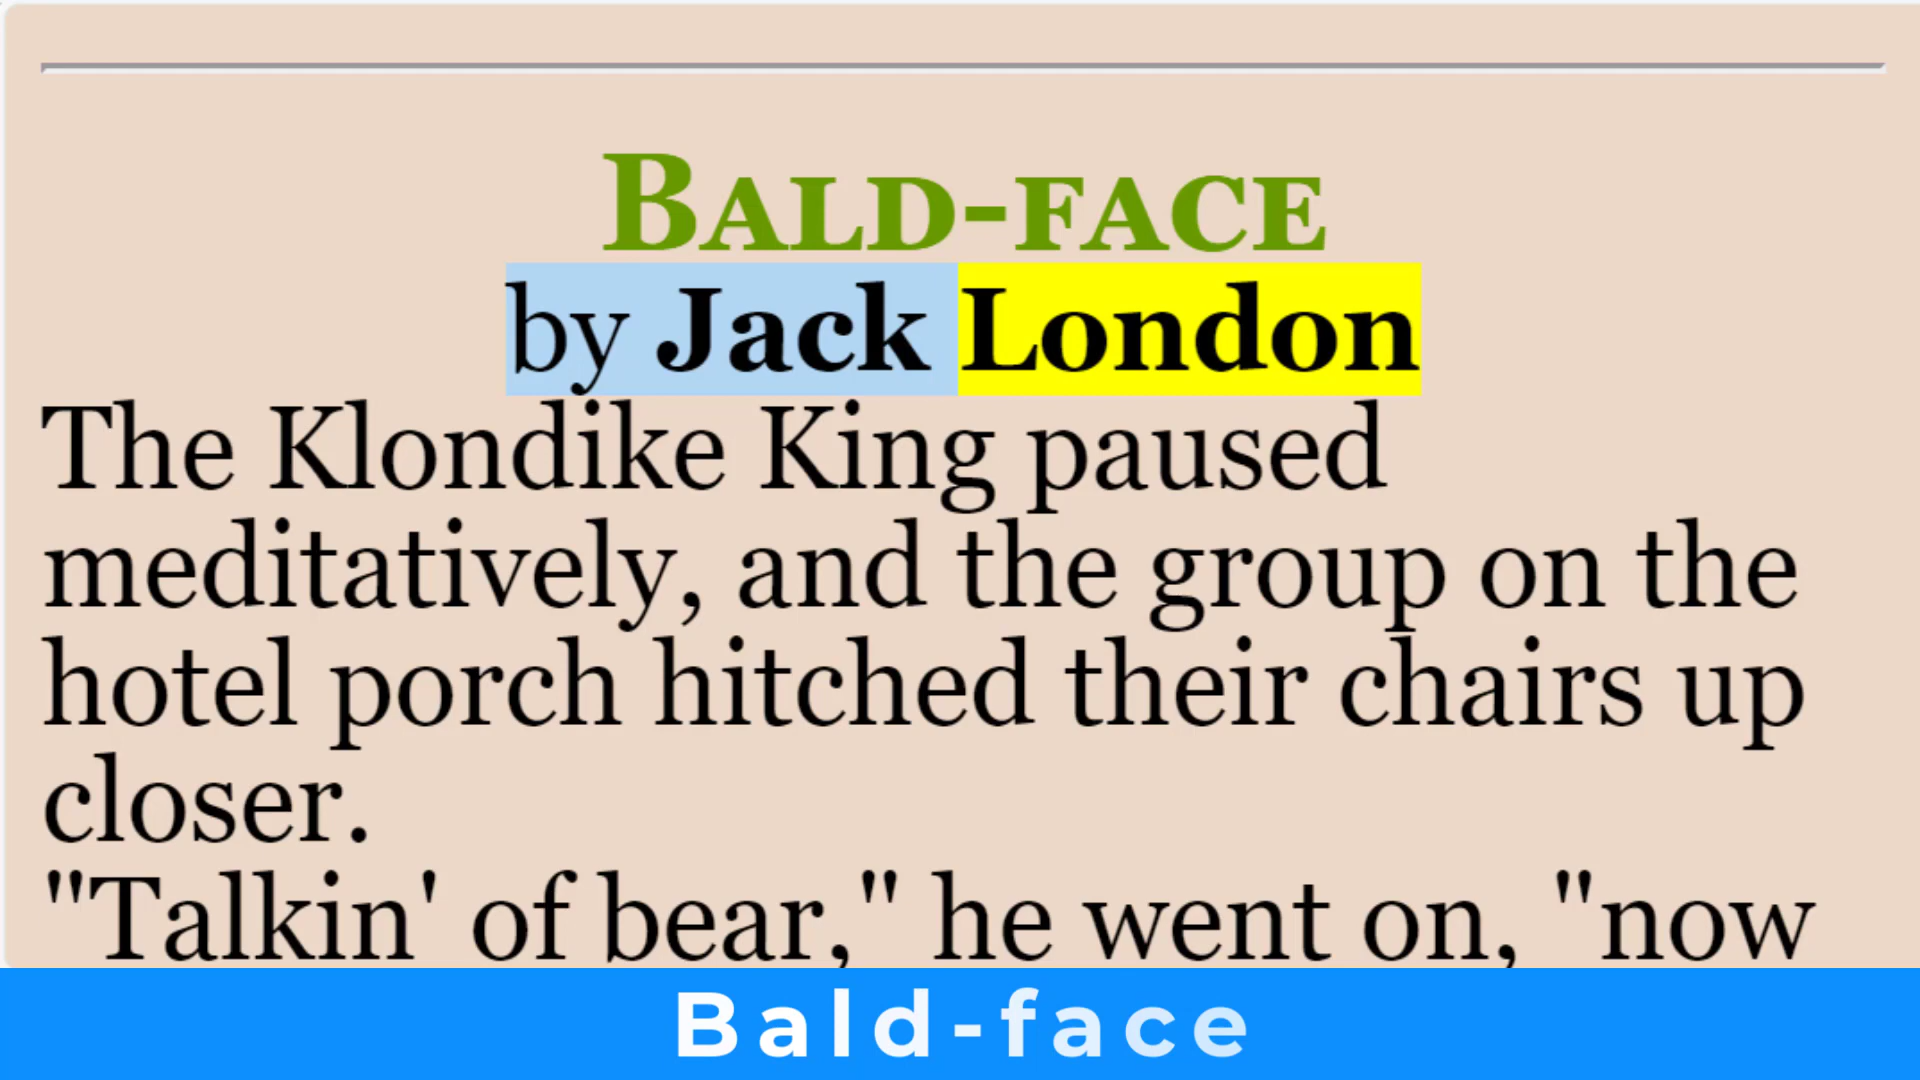 Bald-face
by Jack London
The Klondike King paused
meditatively, and the group on the
hotel porch hitched their chairs up
closer.
"Talkin' of bear," he went on, "now
Bald-face